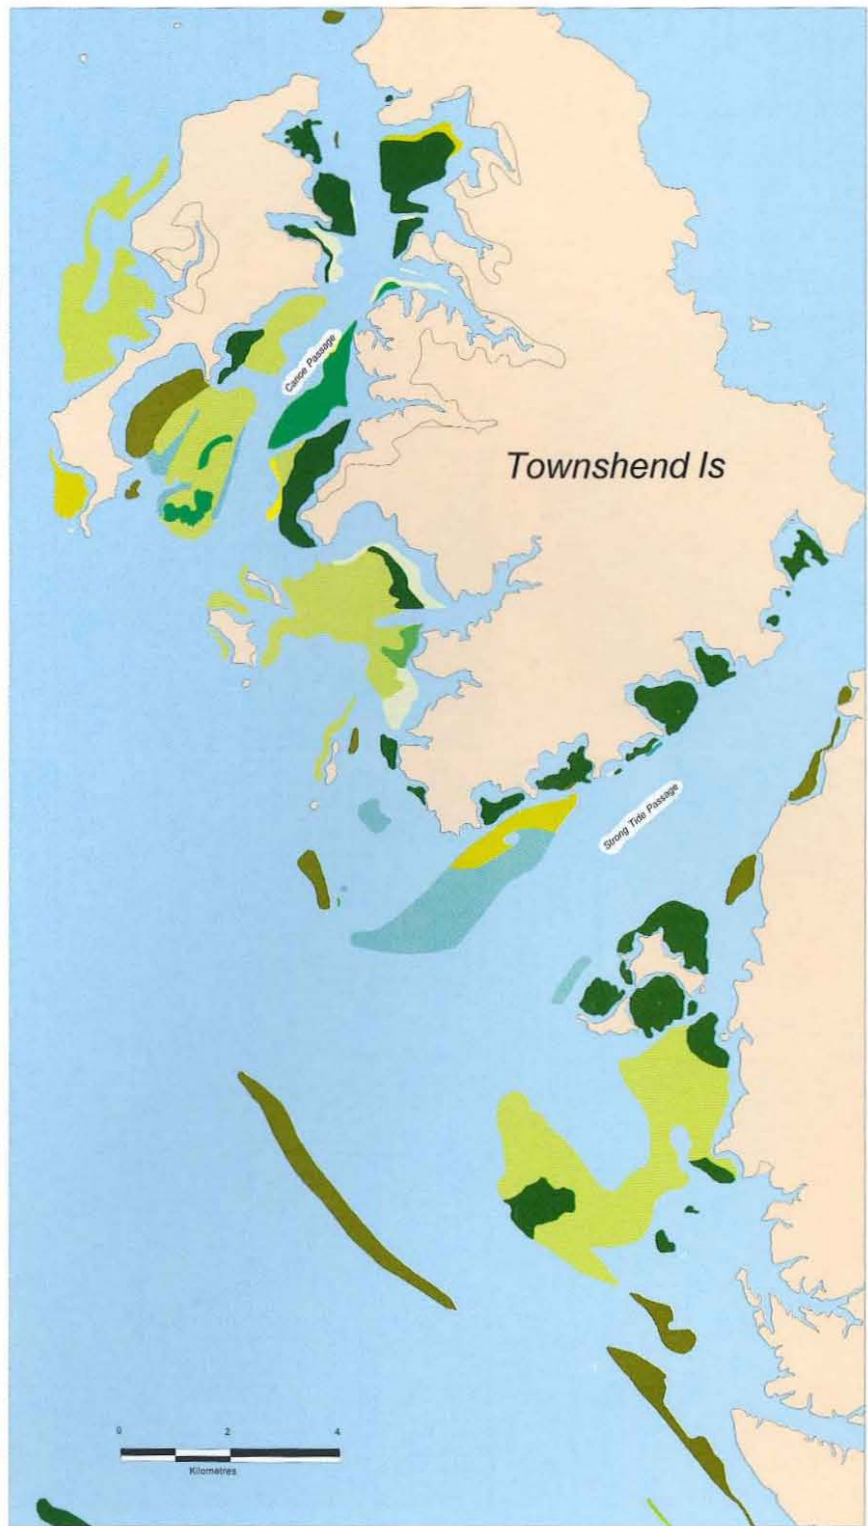 Canoe Passage
Townshend Is
Strong Tide Passage
0 2 4
Kilometres